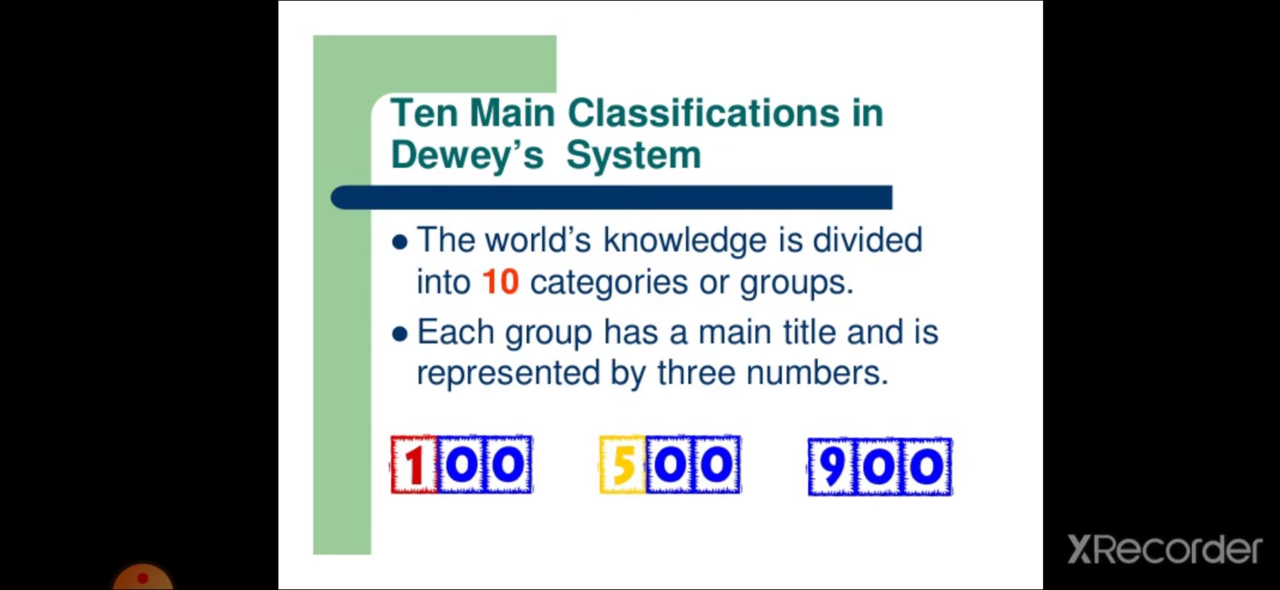 Ten Main Classifications in
Dewey's System
● The world's knowledge is divided
into 10 categories or groups.
● Each group has a main title and is
represented by three numbers.
100 500 900
XRecorder